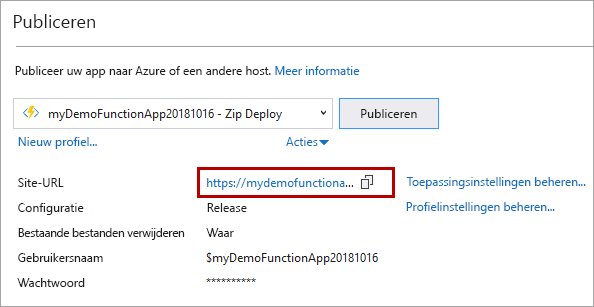 Publiceren
Publiceer uw app naar Azure of een andere host. Meer informatie
myDemoFunctionApp20181016 - Zip Deploy Publiceren
Nieuw profiel... Acties
Site-URL https://mydemofunctiona... Toepassingsinstellingen beheren...
Configuratie Release Profielinstellingen beheren...
Bestaande bestanden verwijderen Waar
Gebruikersnaam $myDemoFunctionApp20181016
Wachtwoord **********